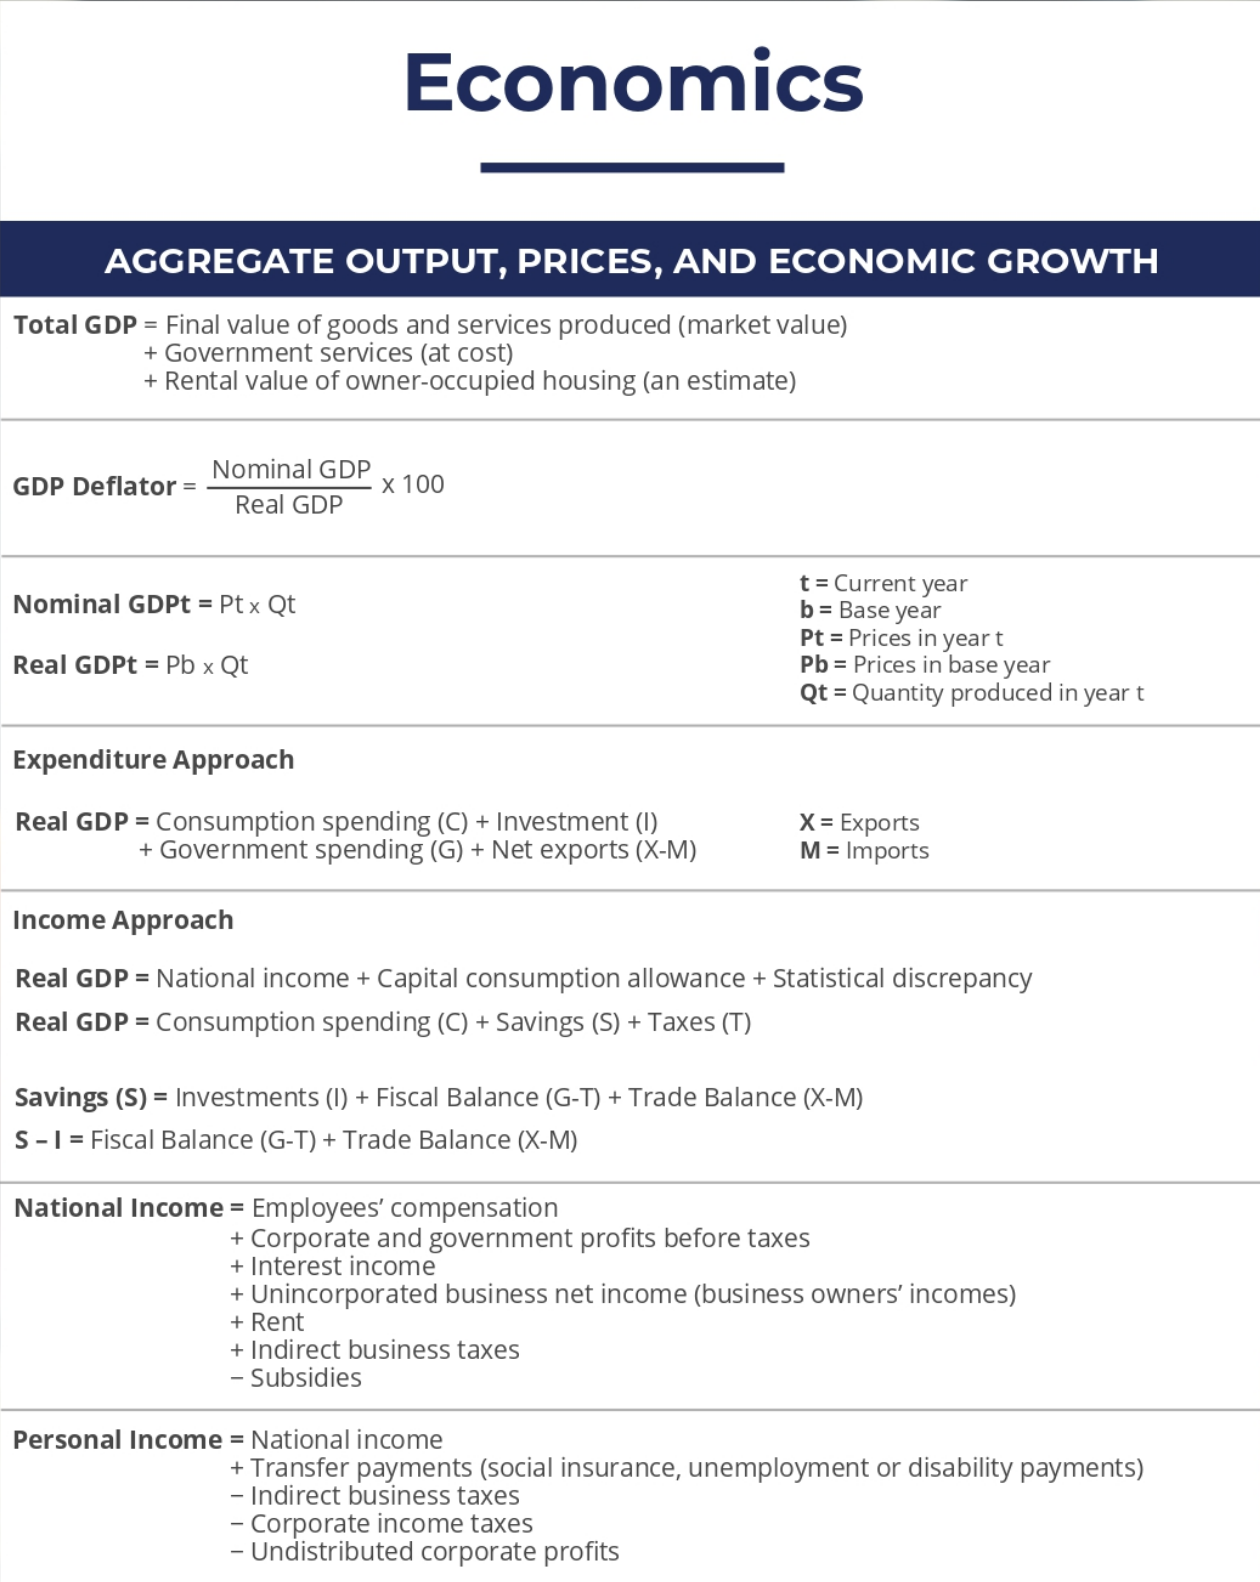 Economics
AGGREGATE OUTPUT, PRICES, AND ECONOMIC GROWTH
Total GDP = Final value of goods and services produced (market value)
+ Government services (at cost)
+ Rental value of owner-occupied housing (an estimate)
GDP Deflator = Nominal GDP / Real GDP x 100
Nominal GDPt = Pt x Qt
Real GDPt = Pb x Qt
t = Current year
b = Base year
Pt = Prices in year t
Pb = Prices in base year
Qt = Quantity produced in year t
Expenditure Approach
Real GDP = Consumption spending (C) + Investment (I)
+ Government spending (G) + Net exports (X-M)
X = Exports
M = Imports
Income Approach
Real GDP = National income + Capital consumption allowance + Statistical discrepancy
Real GDP = Consumption spending (C) + Savings (S) + Taxes (T)
Savings (S) = Investments (I) + Fiscal Balance (G-T) + Trade Balance (X-M)
S – I = Fiscal Balance (G-T) + Trade Balance (X-M)
National Income = Employees’ compensation
+ Corporate and government profits before taxes
+ Interest income
+ Unincorporated business net income (business owners’ incomes)
+ Rent
+ Indirect business taxes
− Subsidies
Personal Income = National income
+ Transfer payments (social insurance, unemployment or disability payments)
− Indirect business taxes
− Corporate income taxes
− Undistributed corporate profits